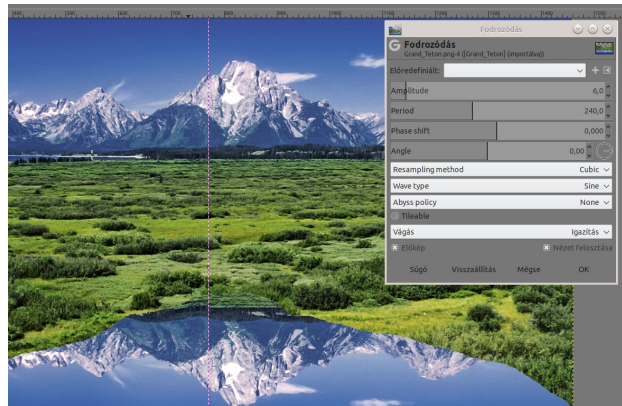 Fodrozódás
Fodrozódás
Grand_Teton.png-4 ([Grand_Teton] (importálva))
Előredefiniált:
Amplitude 6,0
Period 240,0
Phase shift 0,000
Angle 0,00
Resampling method Cubic
Wave type Sine
Abyss policy None
Tileable
Vágás Igazítás
Előkép Nézet felosztása
Súgó Visszaállítás Mégse OK